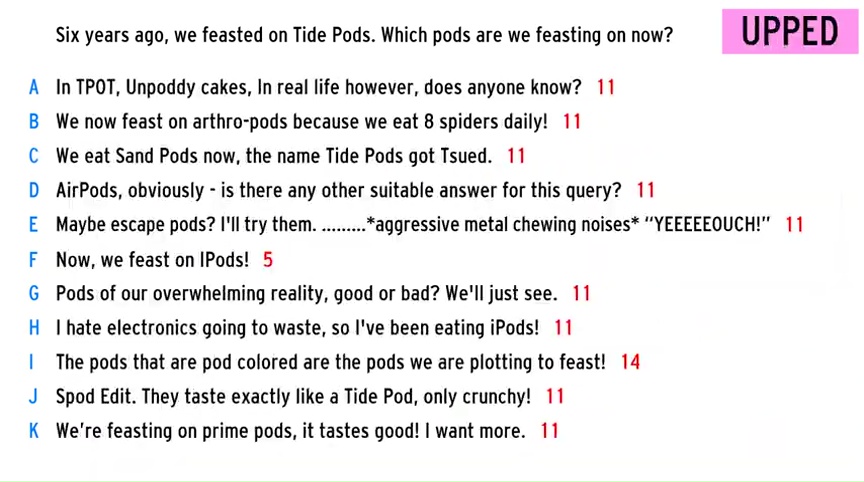 Six years ago, we feasted on Tide Pods. Which pods are we feasting on now?
UPPED
A In TPOT, Unpoddy cakes, In real life however, does anyone know? 11
B We now feast on arthro-pods because we eat 8 spiders daily! 11
C We eat Sand Pods now, the name Tide Pods got Tsued. 11
D AirPods, obviously - is there any other suitable answer for this query? 11
E Maybe escape pods? I'll try them. .........*aggressive metal chewing noises* “YEEEEEOUCH!” 11
F Now, we feast on IPods! 5
G Pods of our overwhelming reality, good or bad? We'll just see. 11
H I hate electronics going to waste, so I've been eating iPods! 11
I The pods that are pod colored are the pods we are plotting to feast! 14
J Spod Edit. They taste exactly like a Tide Pod, only crunchy! 11
K We’re feasting on prime pods, it tastes good! I want more. 11